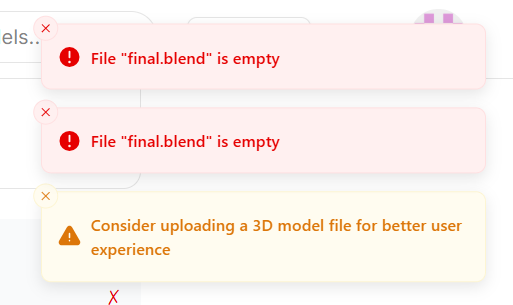 els...
File "final.blend" is empty
File "final.blend" is empty
Consider uploading a 3D model file for better user
experience